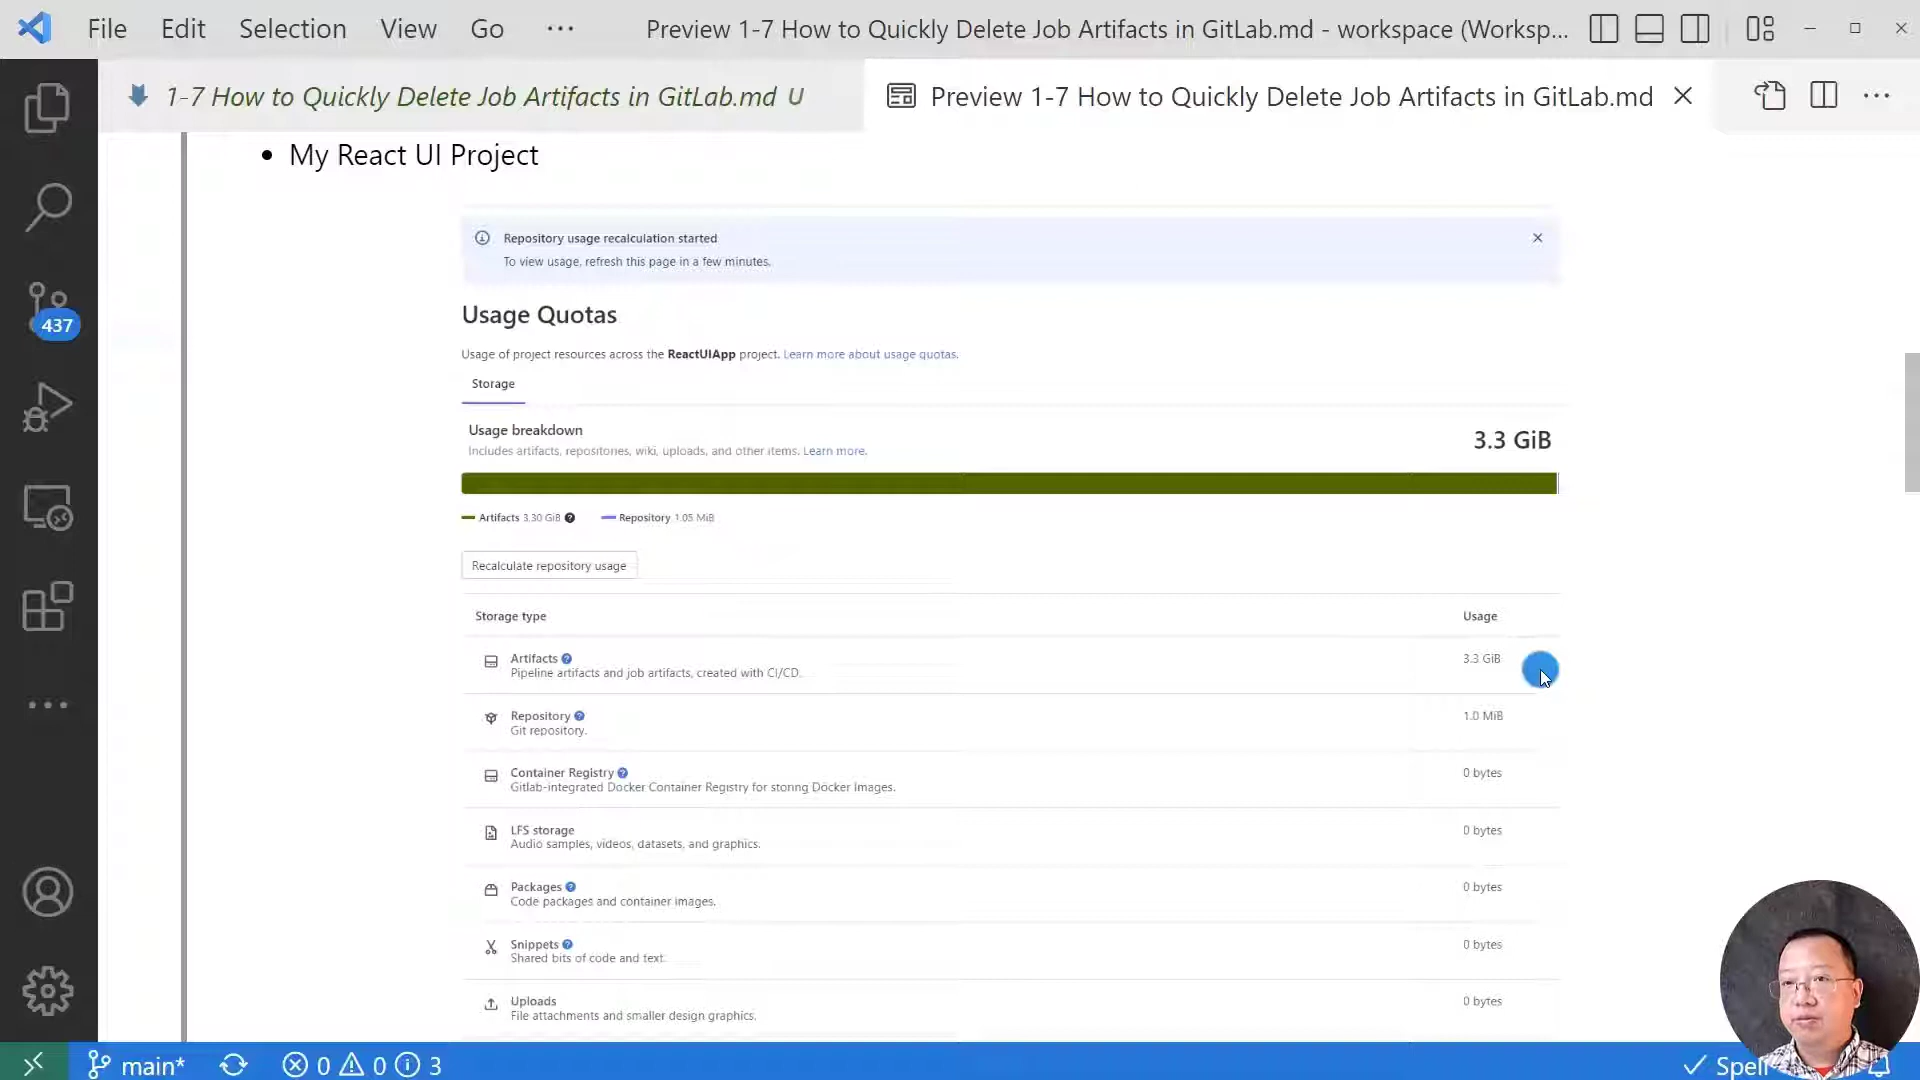 File Edit Selection View Go ··· Preview 1-7 How to Quickly Delete Job Artifacts in GitLab.md - workspace (Worksp...
1-7 How to Quickly Delete Job Artifacts in GitLab.md U
Preview 1-7 How to Quickly Delete Job Artifacts in GitLab.md
• My React UI Project
Repository usage recalculation started
To view usage, refresh this page in a few minutes.
Usage Quotas
437
Usage of project resources across the ReactUIApp project. Learn more about usage quotas.
Storage
Usage breakdown
3.3 GiB
Includes artifacts, repositories, wiki, uploads, and other items. Learn more.
Artifacts 3.30 GiB Repository 1.05 MiB
Recalculate repository usage
Storage type Usage
Artifacts 3.3 GiB
Pipeline artifacts and job artifacts, created with CI/CD.
Repository 1.0 MiB
Git repository.
Container Registry 0 bytes
Gitlab-integrated Docker Container Registry for storing Docker Images.
LFS storage 0 bytes
Audio samples, videos, datasets, and graphics.
Packages 0 bytes
Code packages and container images.
Snippets 0 bytes
Shared bits of code and text.
Uploads 0 bytes
File attachments and smaller design graphics.
main* 0 0 3 Spell